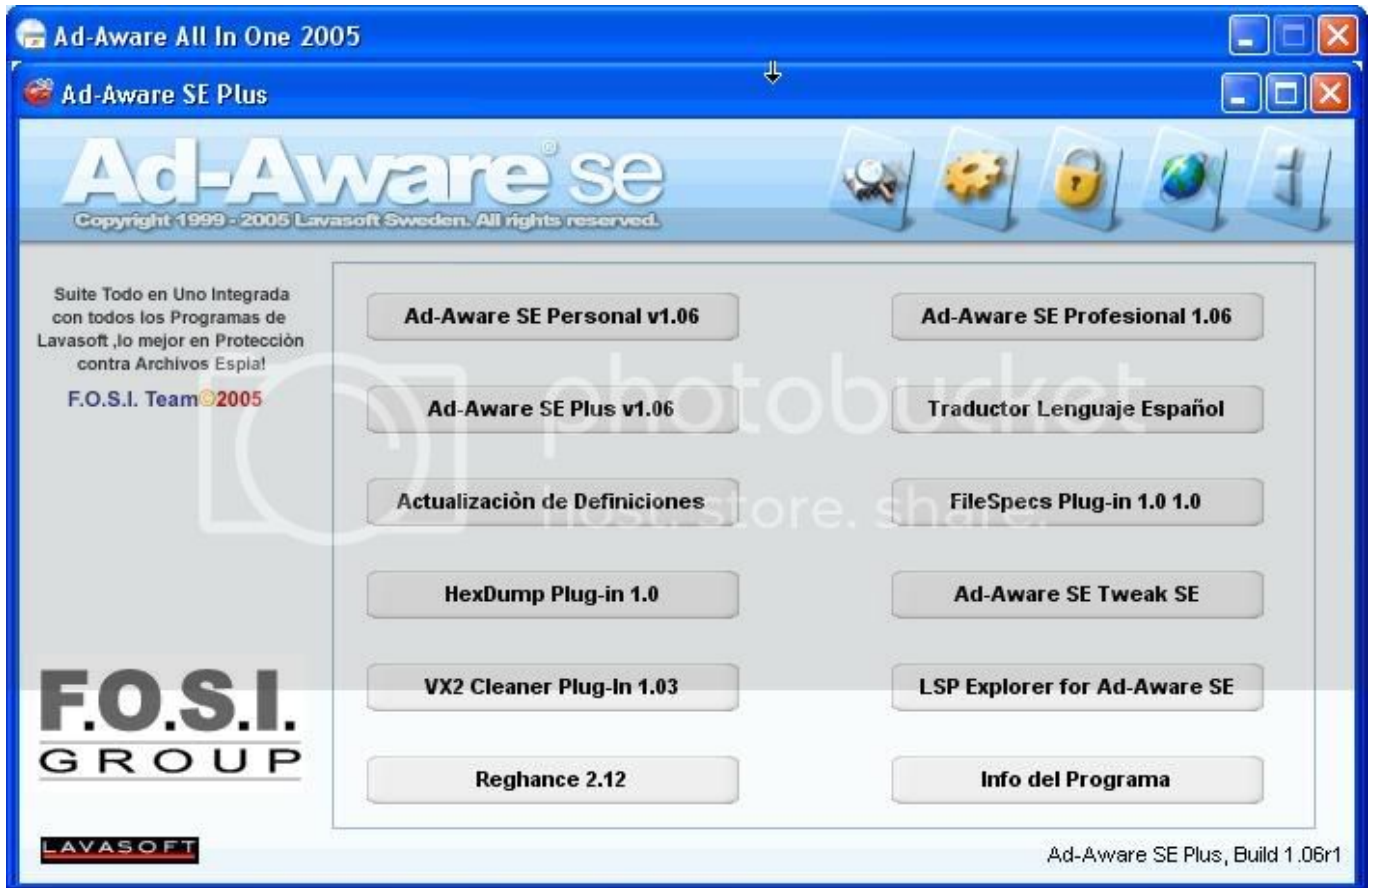 Ad-Aware All In One 2005
Ad-Aware SE Plus
Ad-Aware® se
Copyright 1999 - 2005 Lavasoft Sweden. All rights reserved.
Suite Todo en Uno Integrada
con todos los Programas de
Lavasoft ,lo mejor en Protecciòn
contra Archivos Espia!
F.O.S.I. Team©2005
Ad-Aware SE Personal v1.06
Ad-Aware SE Profesional 1.06
Ad-Aware SE Plus v1.06
Traductor Lenguaje Español
Actualizaciòn de Definiciones
FileSpecs Plug-in 1.0 1.0
HexDump Plug-in 1.0
Ad-Aware SE Tweak SE
VX2 Cleaner Plug-In 1.03
LSP Explorer for Ad-Aware SE
Reghance 2.12
Info del Programa
photobucket
host. store. share.
F.O.S.I.
GROUP
LAVASOFT
Ad-Aware SE Plus, Build 1.06r1